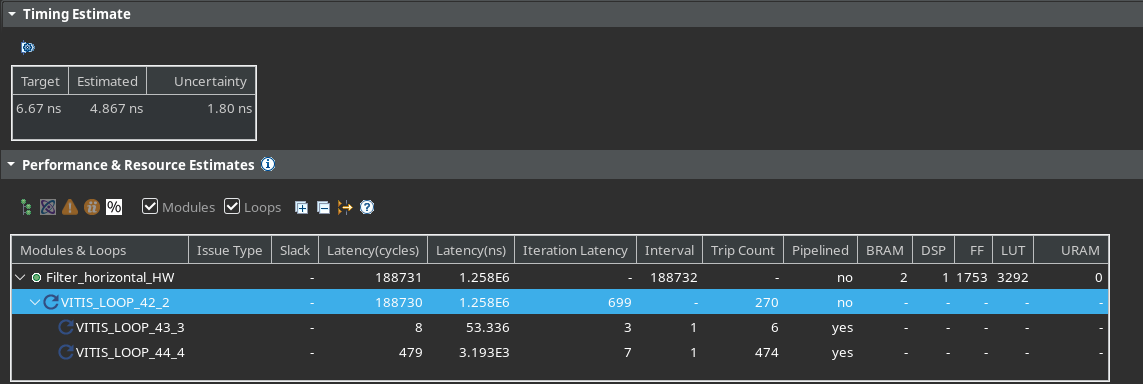 Timing Estimate
Target Estimated Uncertainty
6.67 ns 4.867 ns 1.80 ns
Performance & Resource Estimates
% Modules Loops
Modules & Loops Issue Type Slack Latency(cycles) Latency(ns) Iteration Latency Interval Trip Count Pipelined BRAM DSP FF LUT URAM
Filter_horizontal_HW - 188731 1.258E6 - 188732 - no 2 1 1753 3292 0
VITIS_LOOP_42_2 - 188730 1.258E6 699 - 270 no - - - - -
VITIS_LOOP_43_3 - 8 53.336 3 1 6 yes - - - - -
VITIS_LOOP_44_4 - 479 3.193E3 7 1 474 yes - - - - -